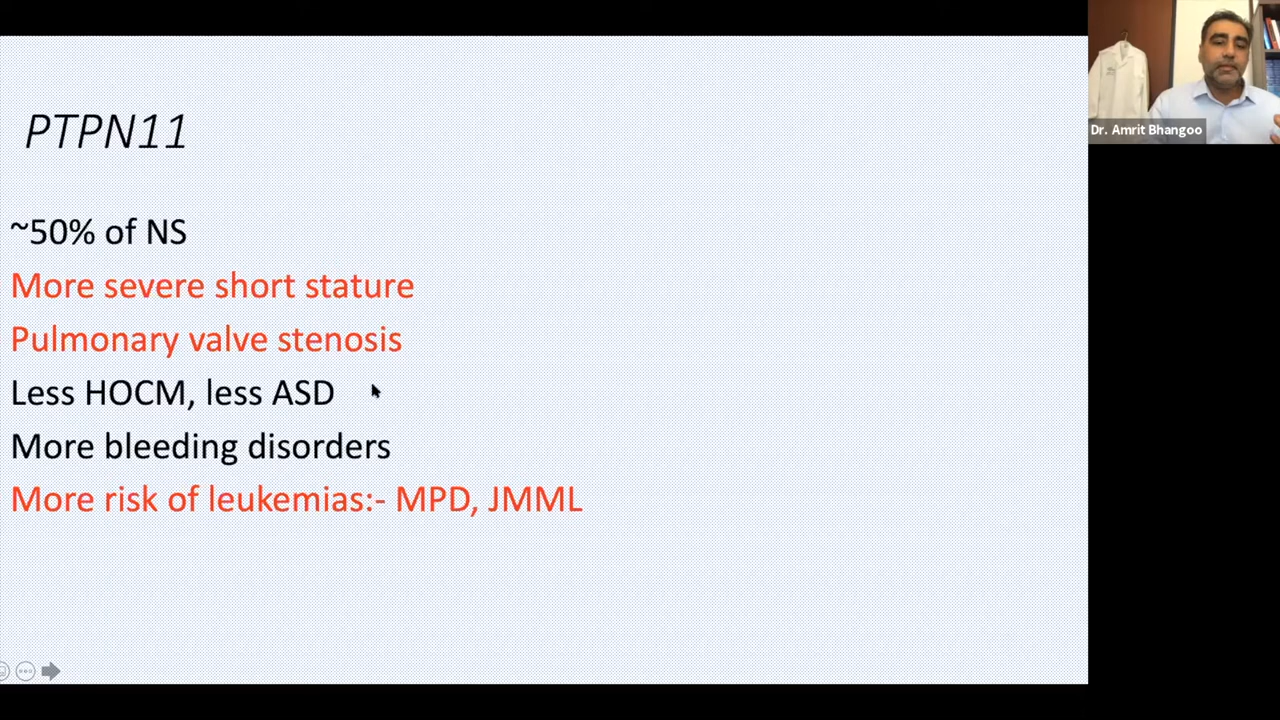 PTPN11
~50% of NS
More severe short stature
Pulmonary valve stenosis
Less HOCM, less ASD
More bleeding disorders
More risk of leukemias:- MPD, JMML
Dr. Amrit Bhangoo